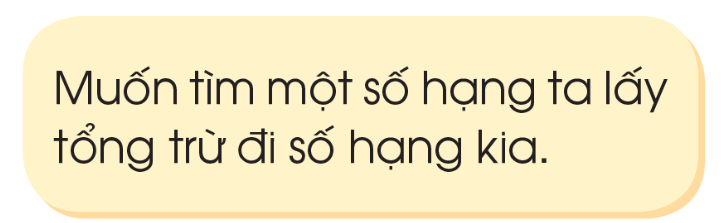 Muốn tìm một số hạng ta lấy
tổng trừ đi số hạng kia.